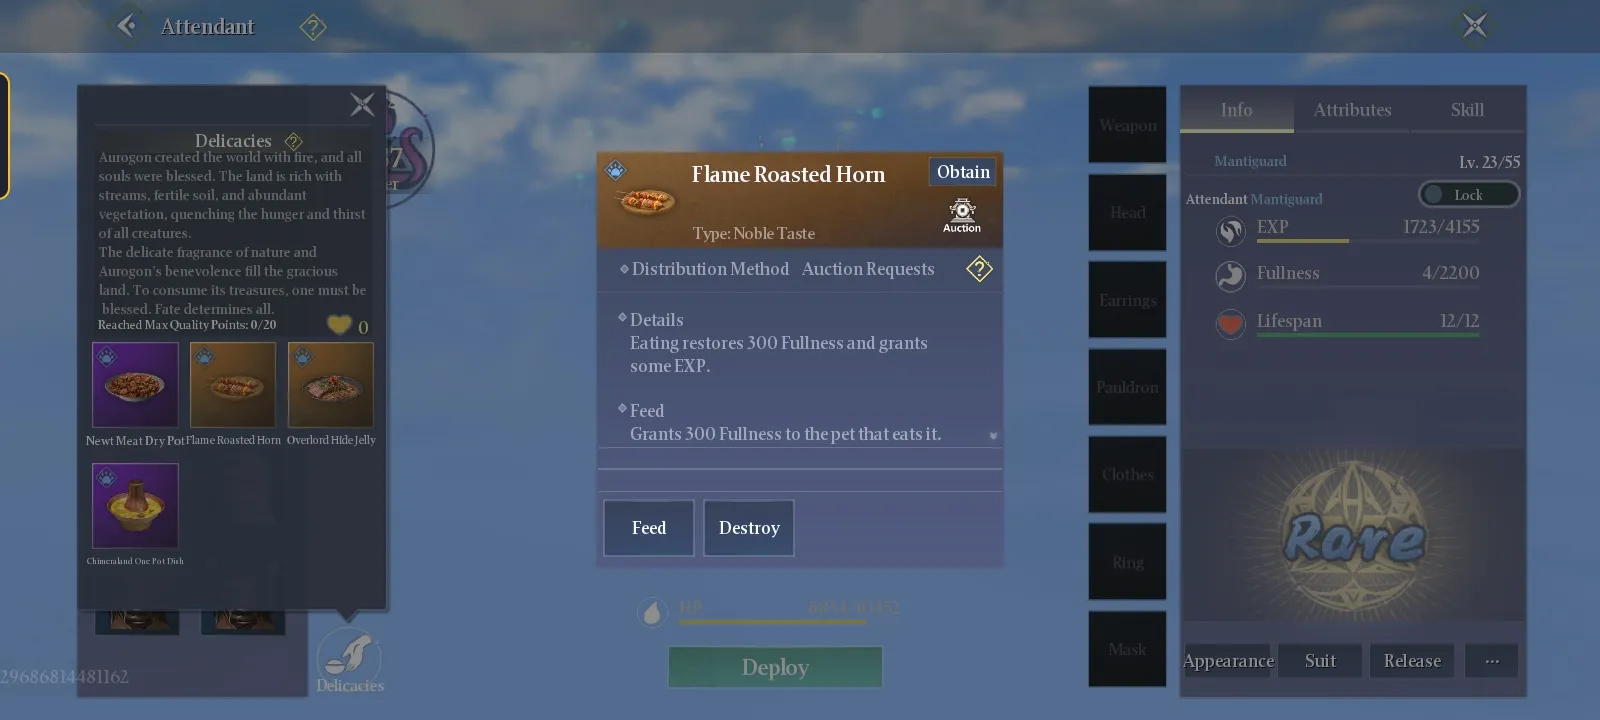 Attendant
?
Delicacies ?
Aurogon created the world with fire, and all
souls were blessed. The land is rich with
streams, fertile soil, and abundant
vegetation, quenching the hunger and thirst
of all creatures.
The delicate fragrance of nature and
Aurogon's benevolence fill the gracious
land. To consume its treasures, one must be
blessed. Fate determines all.
Reached Max Quality Points: 0/20
0
Newt Meat Dry Pot
Flame Roasted Horn
Overlord Hide Jelly
Chimeraland One Pot Dish
Delicacies
29686814481162
Flame Roasted Horn
Obtain
Auction
Type: Noble Taste
Distribution Method Auction Requests ?
Details
Eating restores 300 Fullness and grants
some EXP.
Feed
Grants 300 Fullness to the pet that eats it.
Feed
Destroy
HP
Deploy
Weapon
Head
Earrings
Pauldron
Clothes
Ring
Mask
Info
Attributes
Skill
Mantiguard
Lv. 23/55
Attendant Mantiguard
Lock
EXP 1723/4155
Fullness 4/2200
Lifespan 12/12
Rare
Appearance
Suit
Release
...